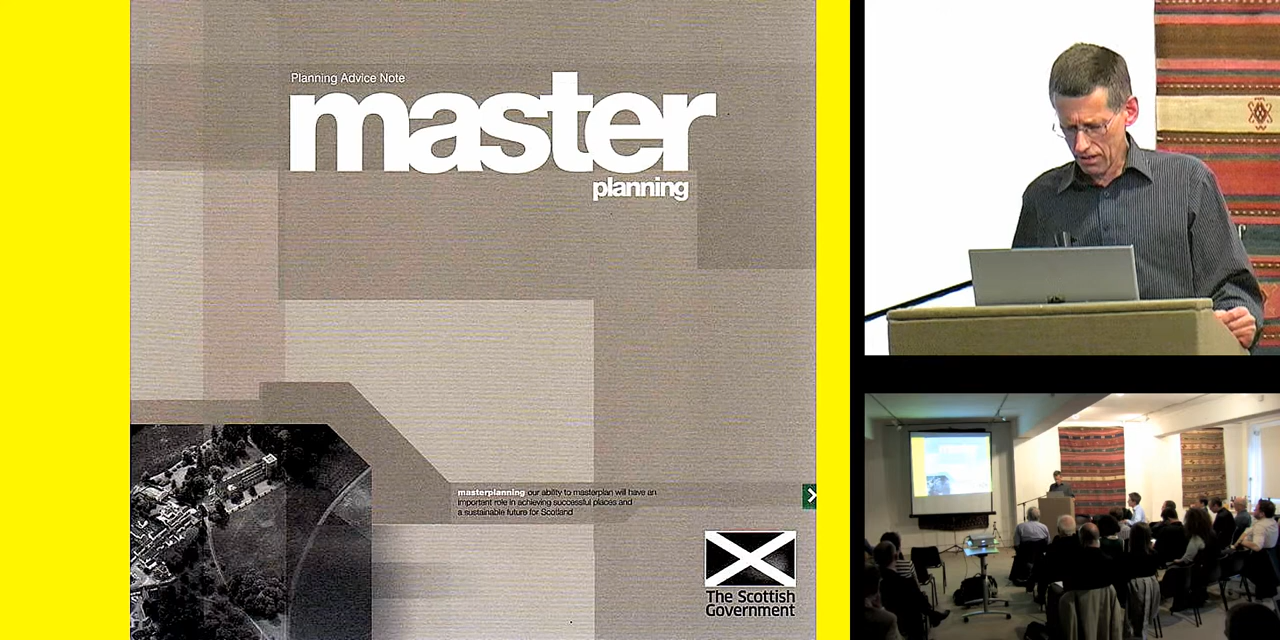 Planning Advice Note
master
planning
masterplanning our ability to masterplan will have an
important role in achieving successful places and
a sustainable future for Scotland
The Scottish
Government